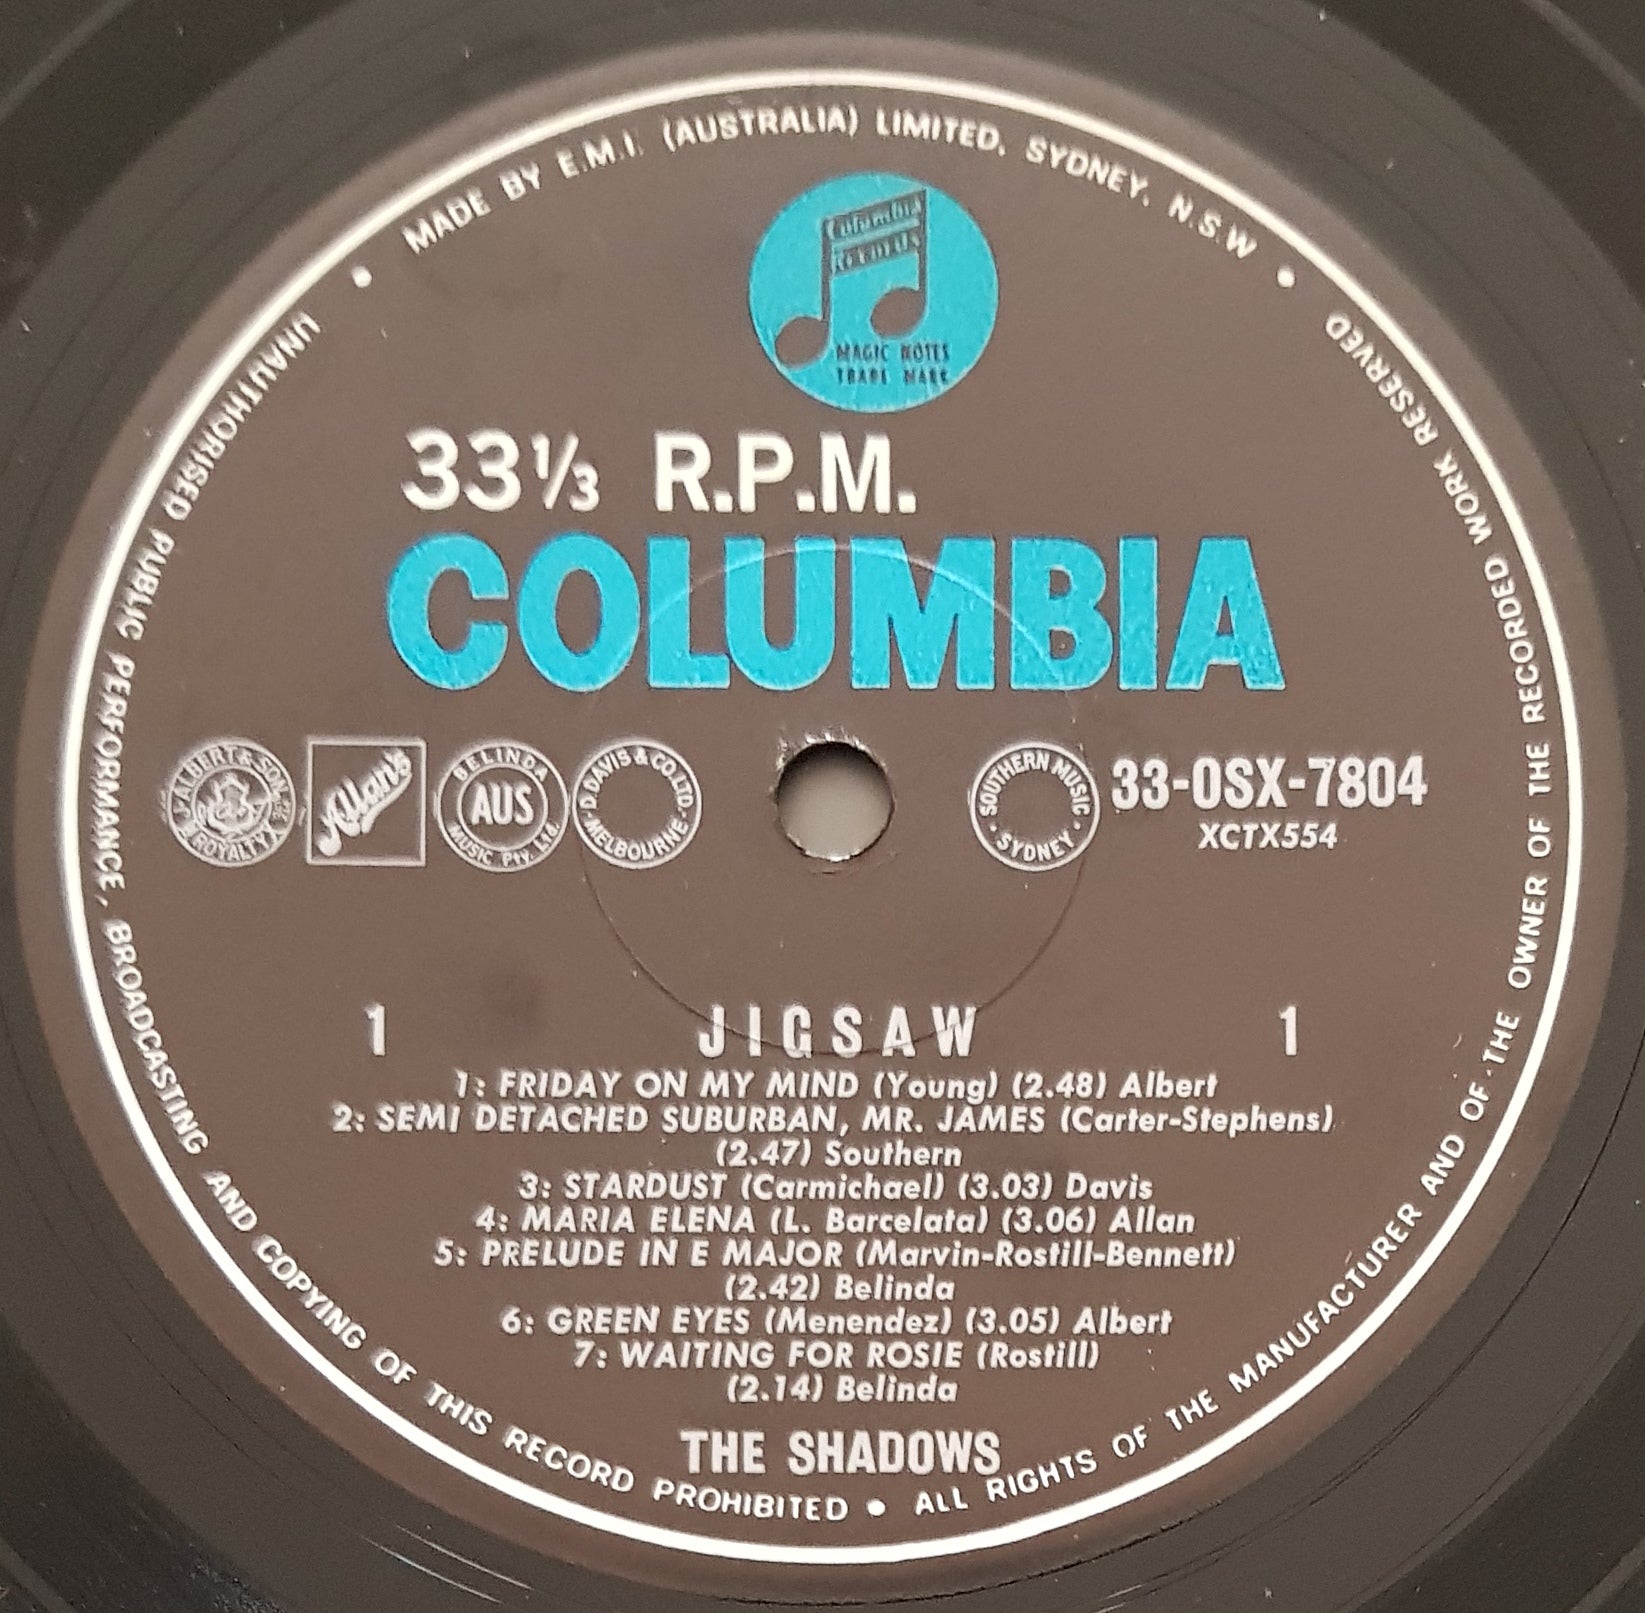 MADE BY E.M.I. (AUSTRALIA) LIMITED. SYDNEY. N.S.W
Columbia
Records
MAGIC NOTES
TRADE MARK
33⅓ R.P.M.
COLUMBIA
ALBERT & SON
ROYALTY
Allan's
BELINDA
AUS
MUSIC Pty. Ltd.
D. DAVIS & CO. LTD.
MELBOURNE
SOUTHERN MUSIC
SYDNEY
33-OSX-7804
XCTX554
1 JIGSAW 1
1: FRIDAY ON MY MIND (Young) (2.48) Albert
2: SEMI DETACHED SUBURBAN, MR. JAMES (Carter-Stephens)
(2.47) Southern
3: STARDUST (Carmichael) (3.03) Davis
4: MARIA ELENA (L. Barcelata) (3.06) Allan
5: PRELUDE IN E MAJOR (Marvin-Rostill-Bennett)
(2.42) Belinda
6: GREEN EYES (Menendez) (3.05) Albert
7: WAITING FOR ROSIE (Rostill)
(2.14) Belinda
THE SHADOWS
UNAUTHORISED PUBLIC PERFORMANCE, BROADCASTING AND COPYING OF THIS RECORD PROHIBITED • ALL RIGHTS OF THE MANUFACTURER AND OF THE OWNER OF THE RECORDED WORK RESERVED